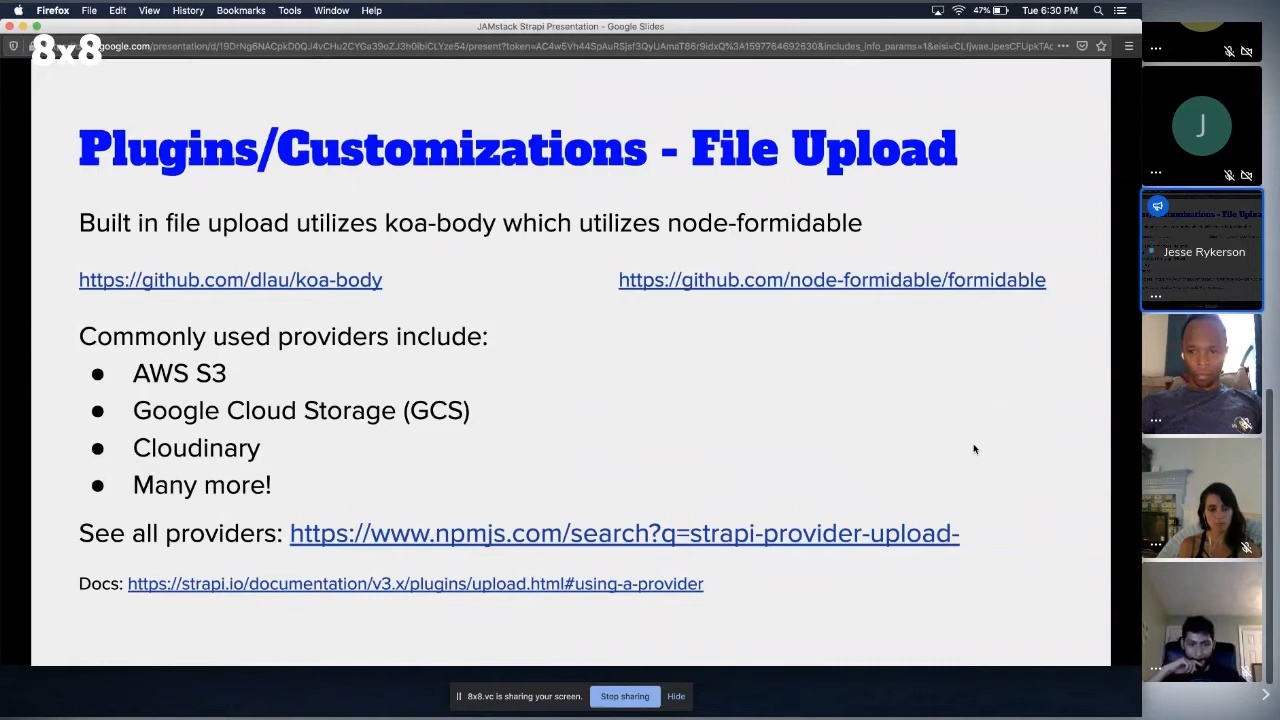 Firefox File Edit View History Bookmarks Tools Window Help 47% Tue 6:30 PM
JAMstack Strapi Presentation - Google Slides
8x8
Plugins/Customizations - File Upload
Built in file upload utilizes koa-body which utilizes node-formidable
https://github.com/dlau/koa-body https://github.com/node-formidable/formidable
Commonly used providers include:
● AWS S3
● Google Cloud Storage (GCS)
● Cloudinary
● Many more!
See all providers: https://www.npmjs.com/search?q=strapi-provider-upload-
Docs: https://strapi.io/documentation/v3.x/plugins/upload.html#using-a-provider
8x8.vc is sharing your screen. Stop sharing Hide
J
Jesse Rykerson